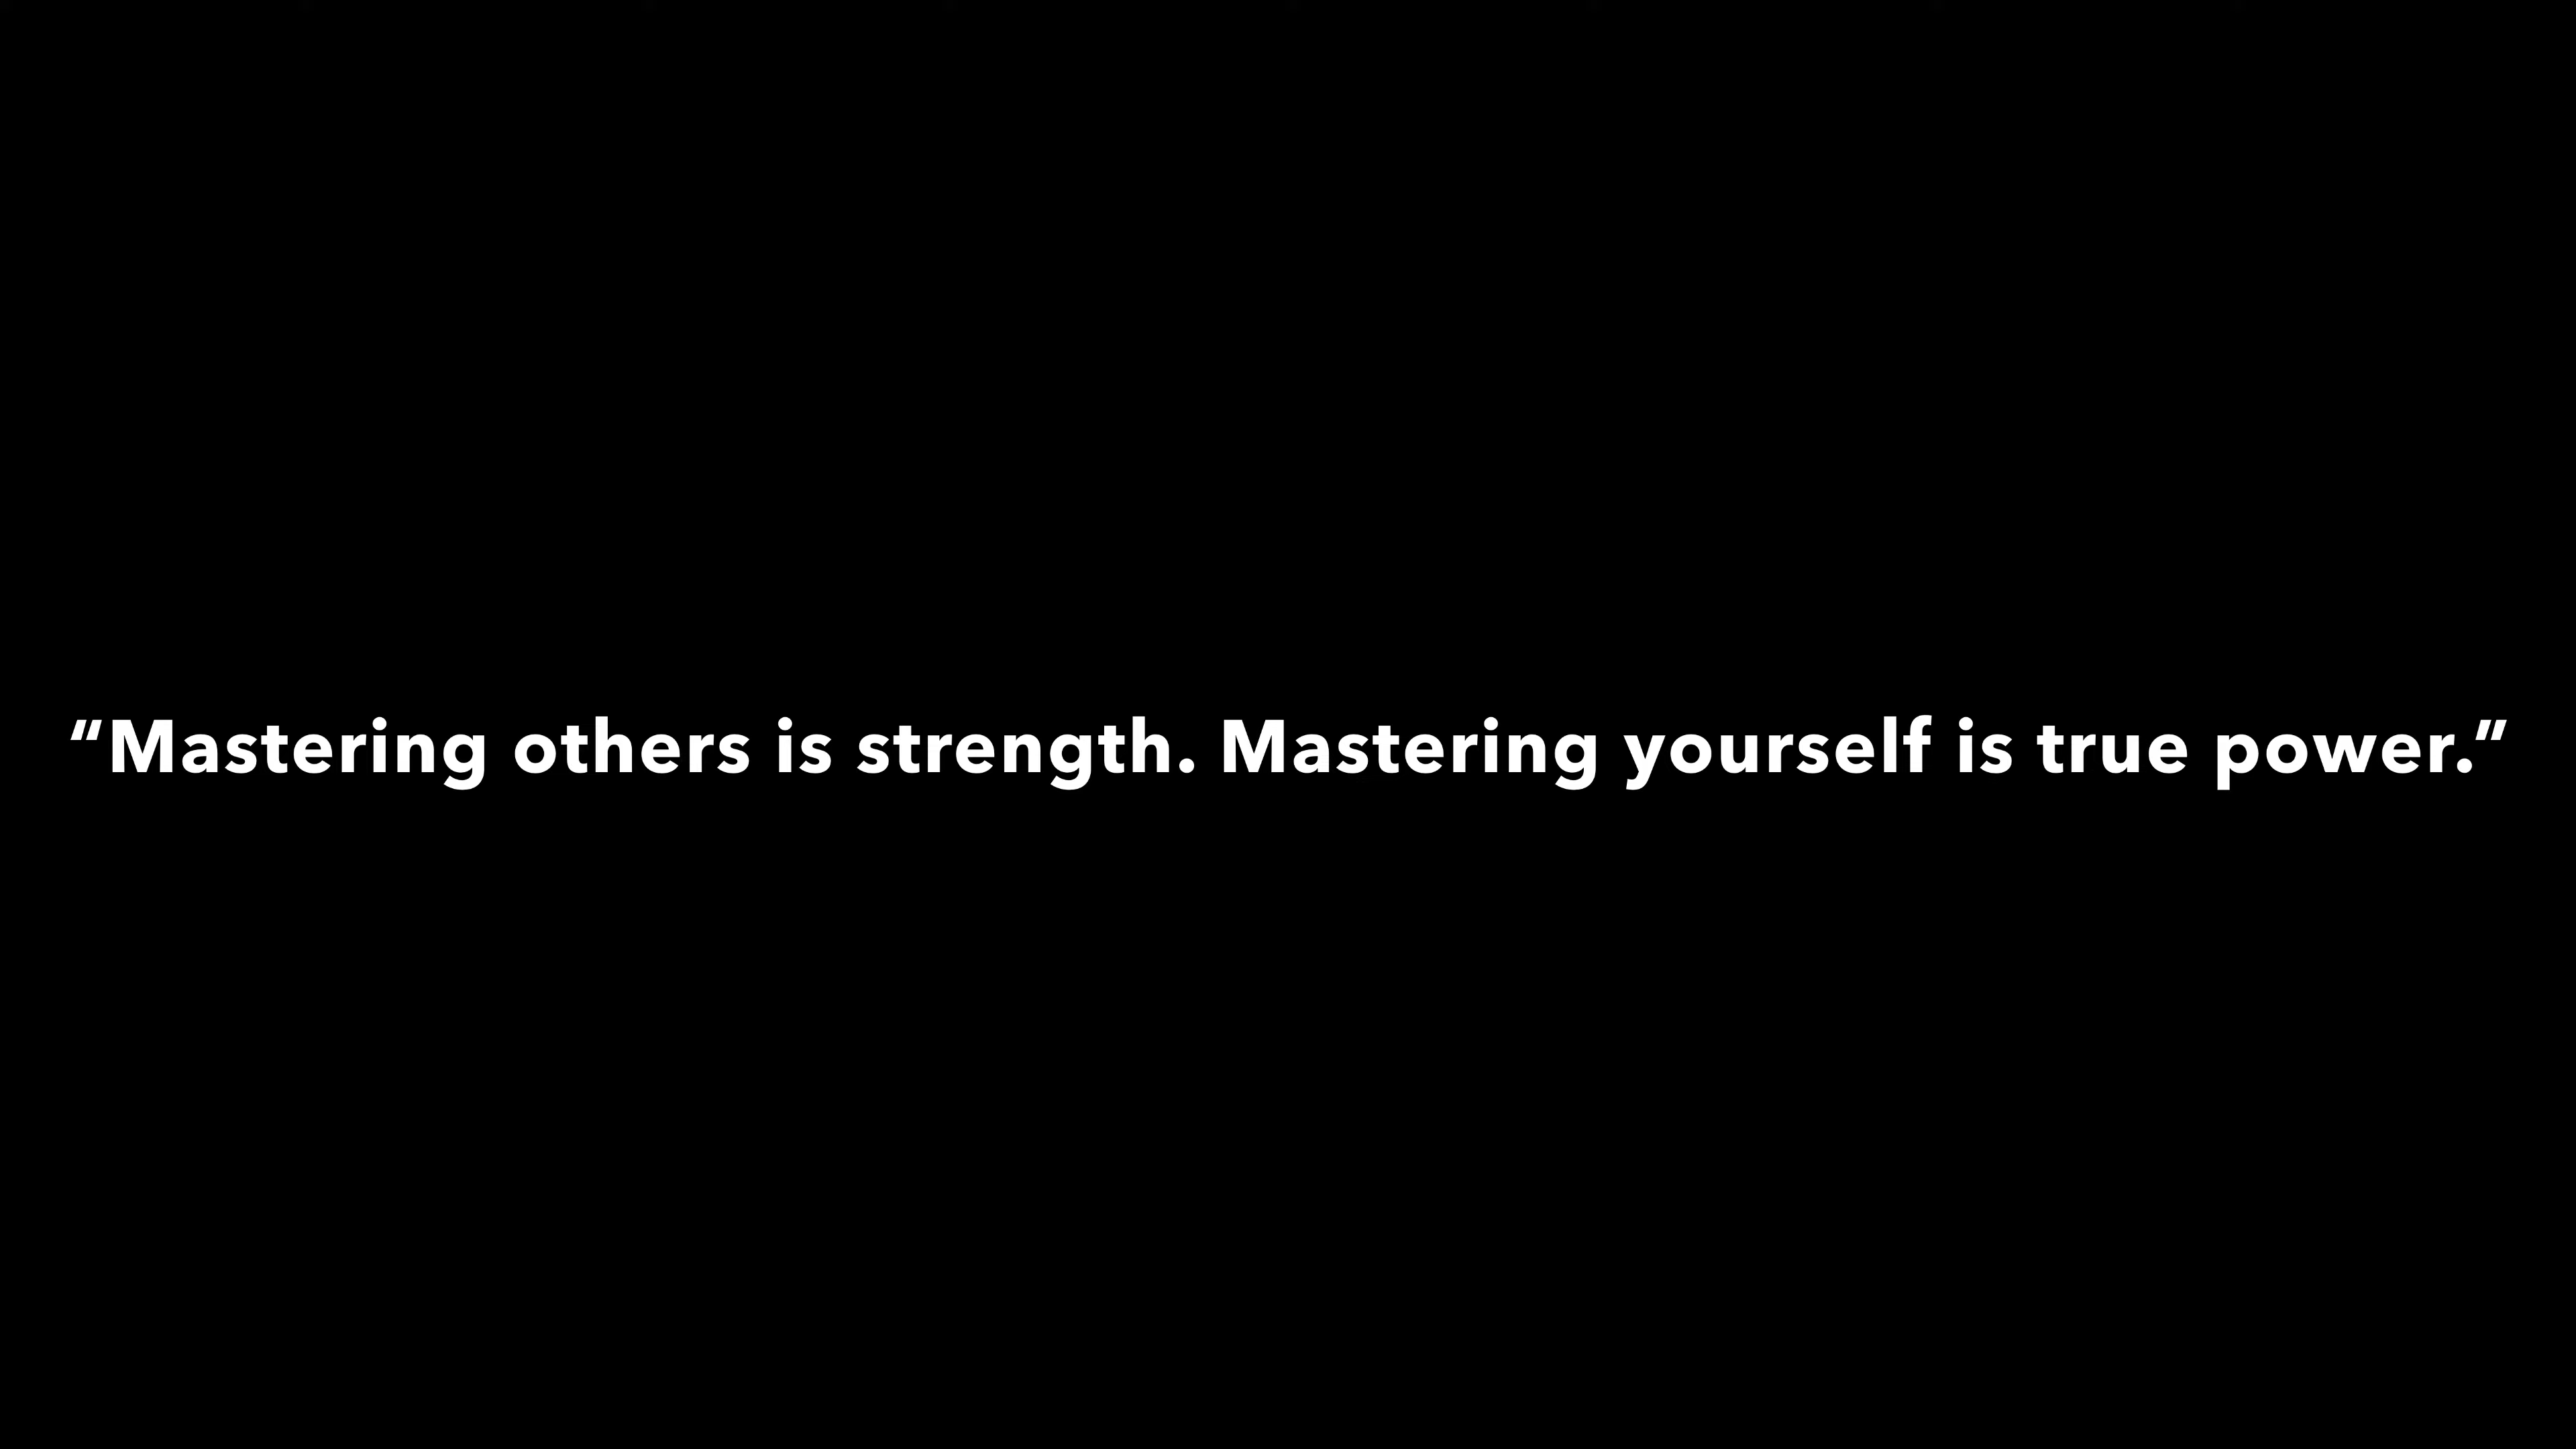 “Mastering others is strength. Mastering yourself is true power.”